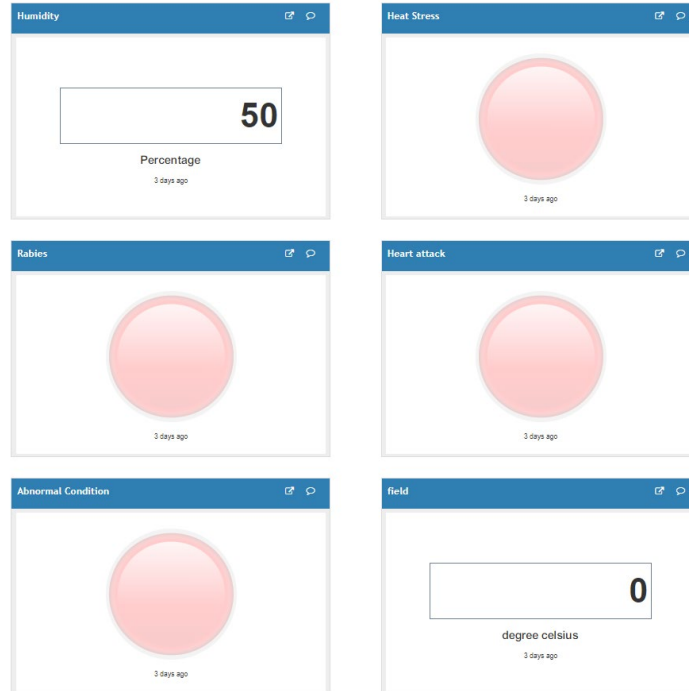 Humidity
50
Percentage
3 days ago
Heat Stress
3 days ago
Rabies
3 days ago
Heart attack
3 days ago
Abnormal Condition
3 days ago
field
0
degree celsius
3 days ago